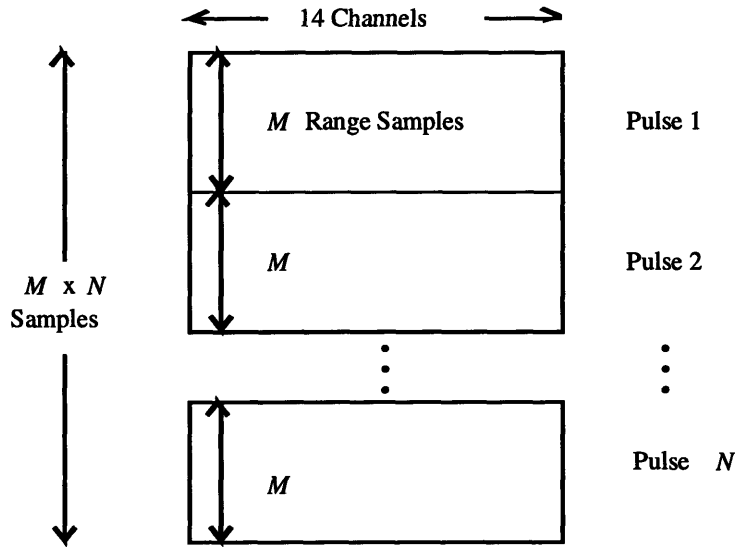 14 Channels
M Range Samples
Pulse 1
M
Pulse 2
M x N
Samples
M
Pulse N